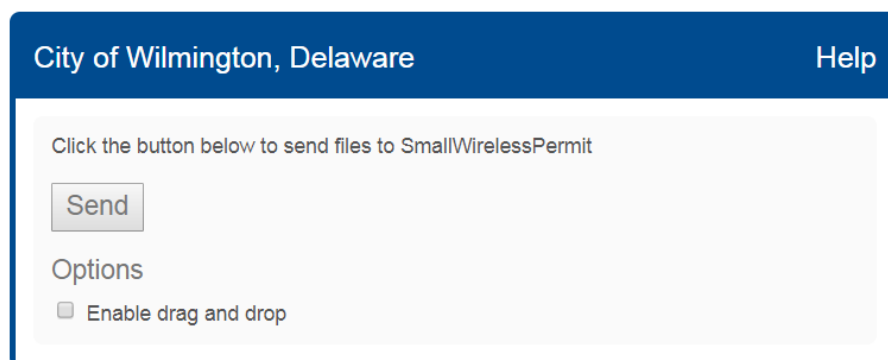 City of Wilmington, Delaware Help
Click the button below to send files to SmallWirelessPermit
Send
Options
Enable drag and drop